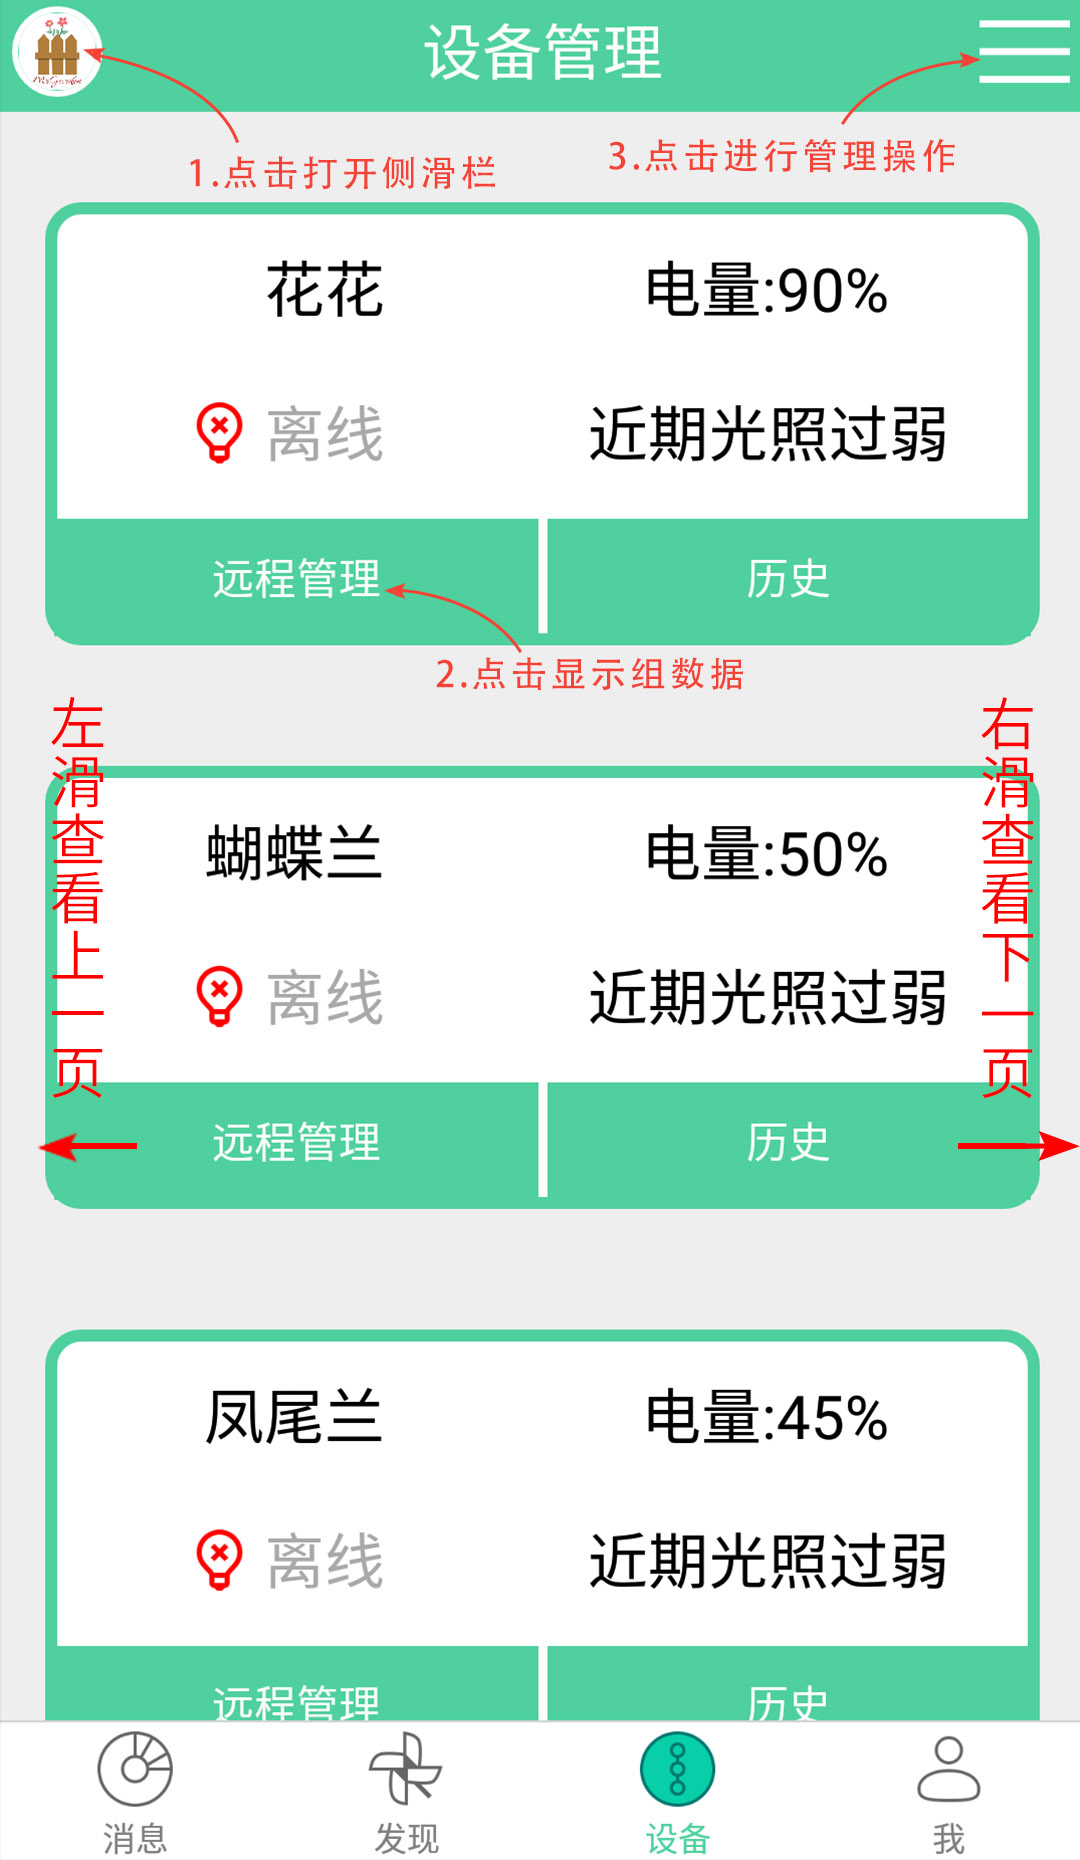 设备管理
1.点击打开侧滑栏
3.点击进行管理操作
花花
电量:90%
离线
近期光照过弱
远程管理
历史
2.点击显示组数据
左滑查看上一页
右滑查看下一页
蝴蝶兰
电量:50%
离线
近期光照过弱
远程管理
历史
凤尾兰
电量:45%
离线
近期光照过弱
远程管理
历史
消息
发现
设备
我